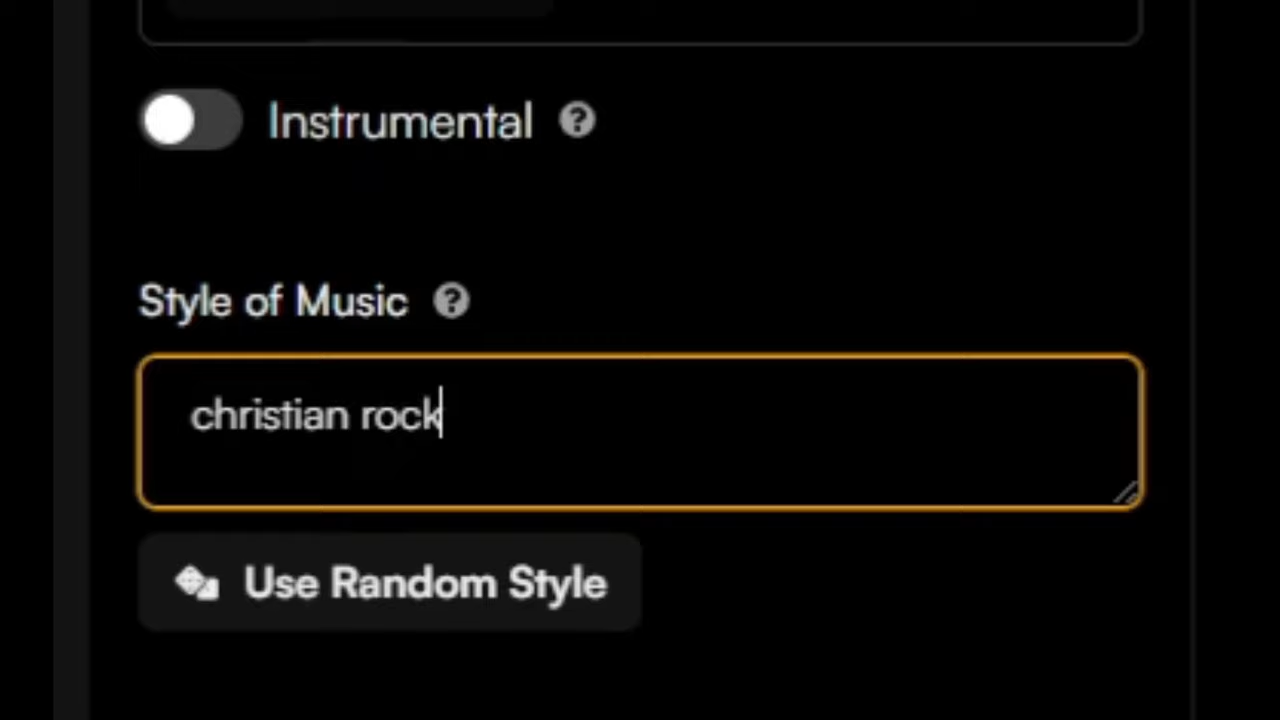 Instrumental
Style of Music
christian rock
Use Random Style